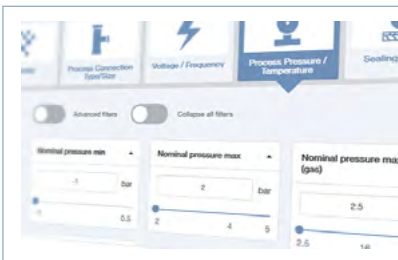 Process Connection
Type/Size
Voltage / Frequency
Process Pressure /
Temperature
Sealing
Advanced filters
Collapse all filters
Nominal pressure min
Nominal pressure max
Nominal pressure max
(gas)
-1
bar
2
bar
2.5
-1
0.5
2
4
5
2.5
16